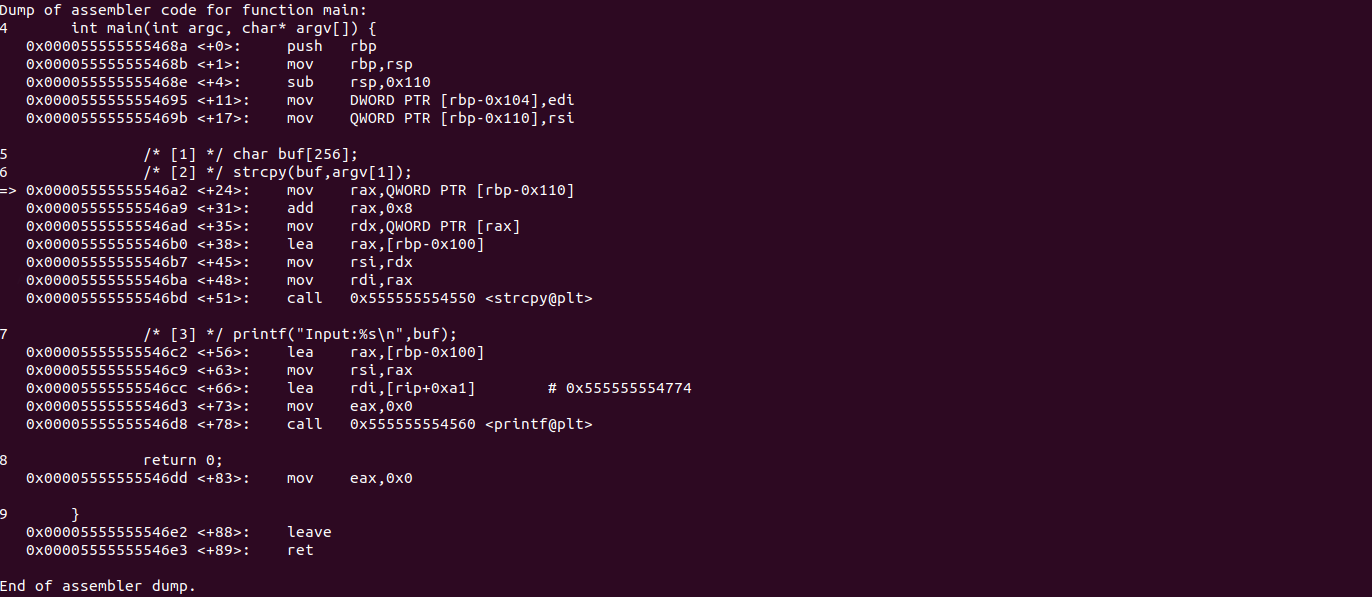 Dump of assembler code for function main:
4       int main(int argc, char* argv[]) {
   0x000055555555468a <+0>:     push   rbp
   0x000055555555468b <+1>:     mov    rbp,rsp
   0x000055555555468e <+4>:     sub    rsp,0x110
   0x0000555555554695 <+11>:    mov    DWORD PTR [rbp-0x104],edi
   0x000055555555469b <+17>:    mov    QWORD PTR [rbp-0x110],rsi
5               /* [1] */ char buf[256];
6               /* [2] */ strcpy(buf,argv[1]);
=> 0x00005555555546a2 <+24>:    mov    rax,QWORD PTR [rbp-0x110]
   0x00005555555546a9 <+31>:    add    rax,0x8
   0x00005555555546ad <+35>:    mov    rdx,QWORD PTR [rax]
   0x00005555555546b0 <+38>:    lea    rax,[rbp-0x100]
   0x00005555555546b7 <+45>:    mov    rsi,rdx
   0x00005555555546ba <+48>:    mov    rdi,rax
   0x00005555555546bd <+51>:    call   0x555555554550 <strcpy@plt>
7               /* [3] */ printf("Input:%s\n",buf);
   0x00005555555546c2 <+56>:    lea    rax,[rbp-0x100]
   0x00005555555546c9 <+63>:    mov    rsi,rax
   0x00005555555546cc <+66>:    lea    rdi,[rip+0xa1]        # 0x555555554774
   0x00005555555546d3 <+73>:    mov    eax,0x0
   0x00005555555546d8 <+78>:    call   0x555555554560 <printf@plt>
8               return 0;
   0x00005555555546dd <+83>:    mov    eax,0x0
9       }
   0x00005555555546e2 <+88>:    leave
   0x00005555555546e3 <+89>:    ret
End of assembler dump.